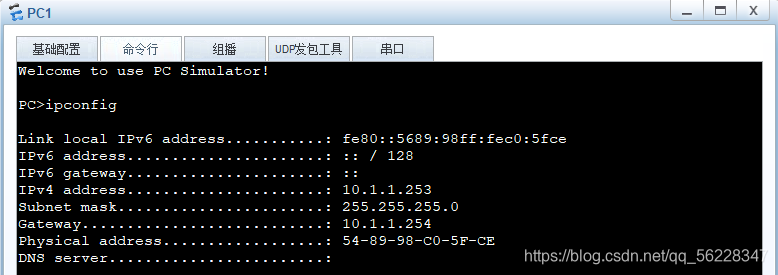 PC1
基础配置 命令行 组播 UDP发包工具 串口
Welcome to use PC Simulator!
PC>ipconfig
Link local IPv6 address...........: fe80::5689:98ff:fec0:5fce
IPv6 address......................: :: / 128
IPv6 gateway......................: ::
IPv4 address......................: 10.1.1.253
Subnet mask.......................: 255.255.255.0
Gateway...........................: 10.1.1.254
Physical address..................: 54-89-98-C0-5F-CE
DNS server........................:
https://blog.csdn.net/qq_56228347